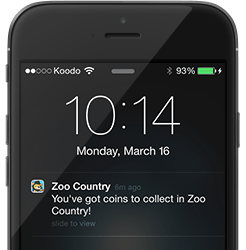 Koodo 93%
10:14
Monday, March 16
Zoo Country 6m ago
You've got coins to collect in Zoo
Country!
slide to view